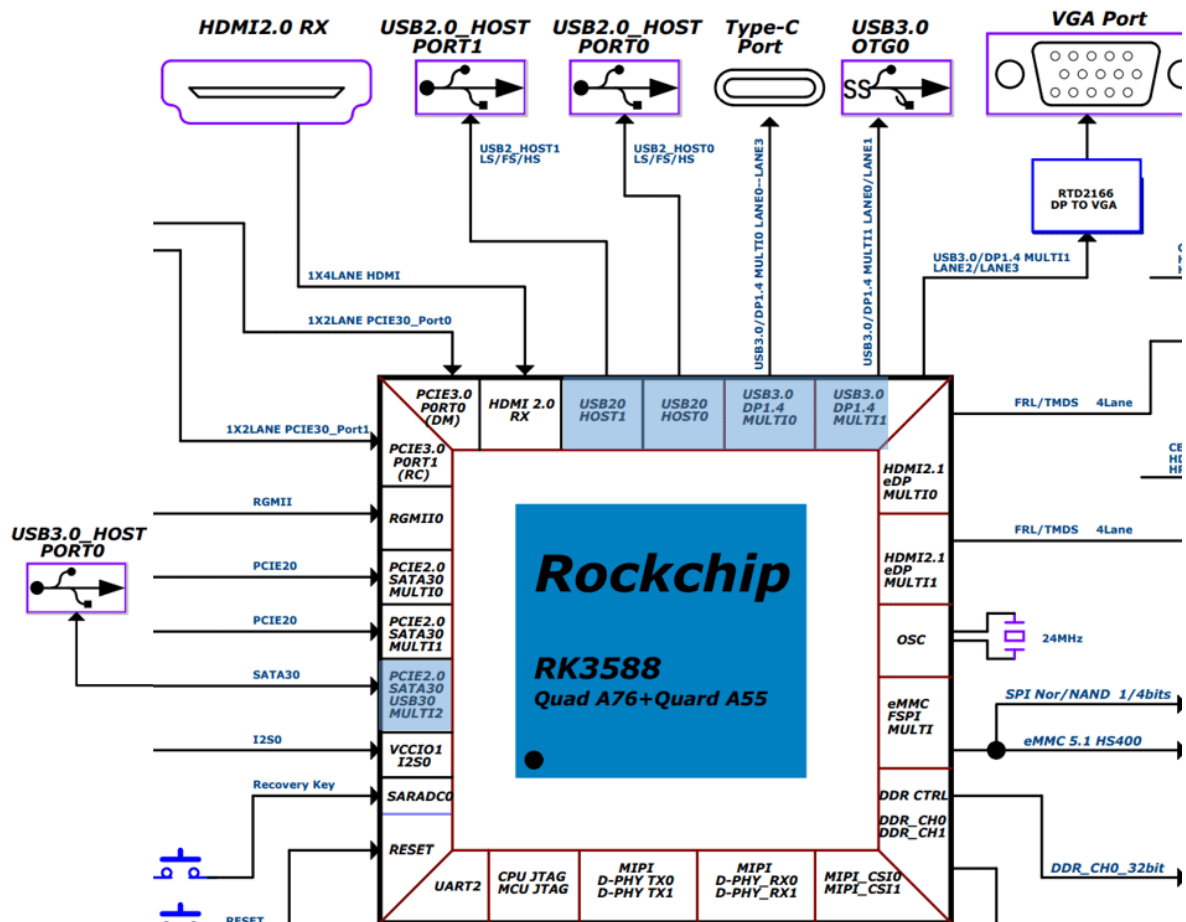 HDMI2.0 RX
USB2.0_HOST
PORT1
USB2.0_HOST
PORT0
Type-C
Port
USB3.0
OTG0
VGA Port
SS
USB2_HOST1
LS/FS/HS
USB2_HOST0
LS/FS/HS
USB3.0/DP1.4 MULTI0 LANE0--LANE3
USB3.0/DP1.4 MULTI1 LANE0/LANE1
RTD2166
DP TO VGA
USB3.0/DP1.4 MULTI1
LANE2/LANE3
1X4LANE HDMI
1X2LANE PCIE30_Port0
1X2LANE PCIE30_Port1
PCIE3.0
P0RT0
(DM)
HDMI 2.0
RX
USB20
HOST1
USB20
HOST0
USB3.0
DP1.4
MULTI0
USB3.0
DP1.4
MULTI1
PCIE3.0
P0RT1
(RC)
HDMI2.1
eDP
MULTI0
FRL/TMDS 4Lane
CE
HD
HP
RGMII
RGMII0
USB3.0_HOST
PORT0
PCIE20
PCIE2.0
SATA30
MULTI0
HDMI2.1
eDP
MULTI1
FRL/TMDS 4Lane
PCIE20
PCIE2.0
SATA30
MULTI1
OSC
24MHz
SATA30
PCIE2.0
SATA30
USB30
MULTI2
Rockchip
RK3588
Quad A76+Quard A55
eMMC
FSPI
MULTI
SPI Nor/NAND 1/4bits
eMMC 5.1 HS400
I2S0
VCCIO1
I2S0
Recovery Key
SARADC0
DDR CTRL
DDR_CH0
DDR_CH1
DDR_CH0_32bit
RESET
UART2
CPU JTAG
MCU JTAG
MIPI
D-PHY TX0
D-PHY TX1
MIPI
D-PHY_RX0
D-PHY_RX1
MIPI_CSI0
MIPI_CSI1
RESET